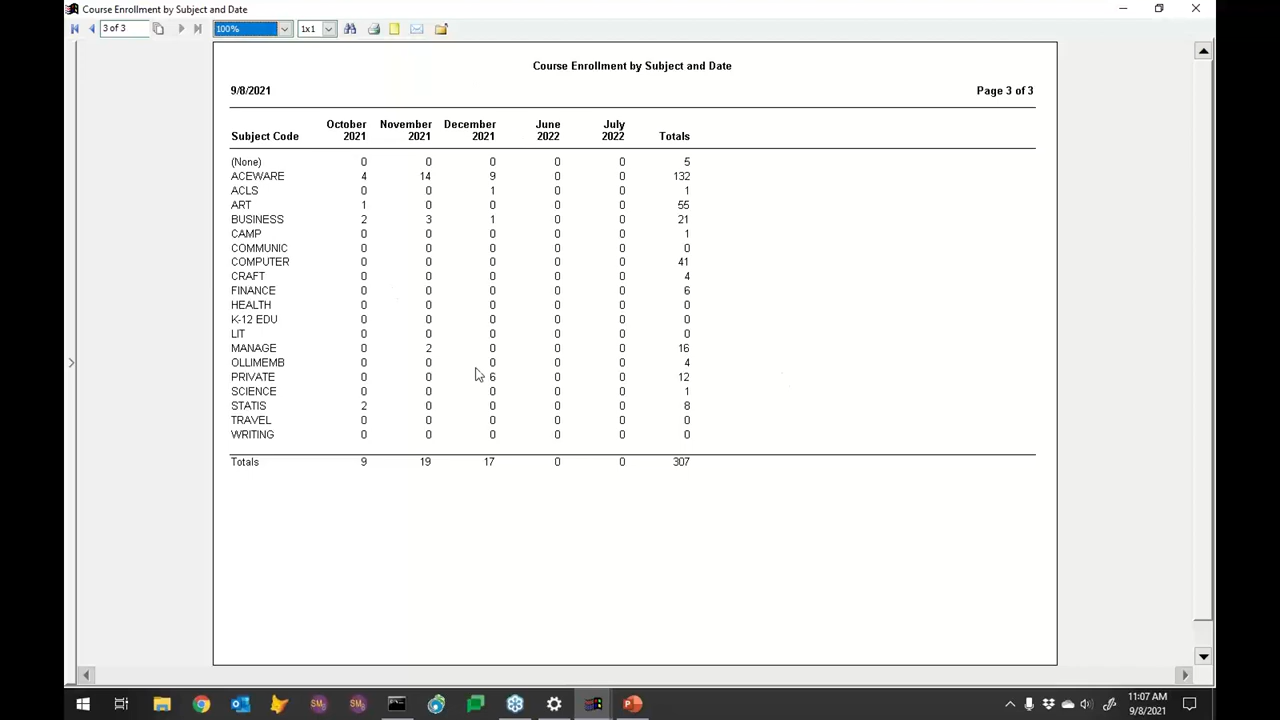 Course Enrollment by Subject and Date
3 of 3 100% 1x1
Course Enrollment by Subject and Date
9/8/2021 Page 3 of 3
October November December June July
Subject Code 2021 2021 2021 2022 2022 Totals
(None) 0 0 0 0 0 5
ACEWARE 4 14 9 0 0 132
ACLS 0 0 1 0 0 1
ART 1 0 0 0 0 55
BUSINESS 2 3 1 0 0 21
CAMP 0 0 0 0 0 1
COMMUNIC 0 0 0 0 0 0
COMPUTER 0 0 0 0 0 41
CRAFT 0 0 0 0 0 4
FINANCE 0 0 0 0 0 6
HEALTH 0 0 0 0 0 0
K-12 EDU 0 0 0 0 0 0
LIT 0 0 0 0 0 0
MANAGE 0 2 0 0 0 16
OLLIMEMB 0 0 0 0 0 4
PRIVATE 0 0 6 0 0 12
SCIENCE 0 0 0 0 0 1
STATIS 2 0 0 0 0 8
TRAVEL 0 0 0 0 0 0
WRITING 0 0 0 0 0 0
Totals 9 19 17 0 0 307
11:07 AM
9/8/2021